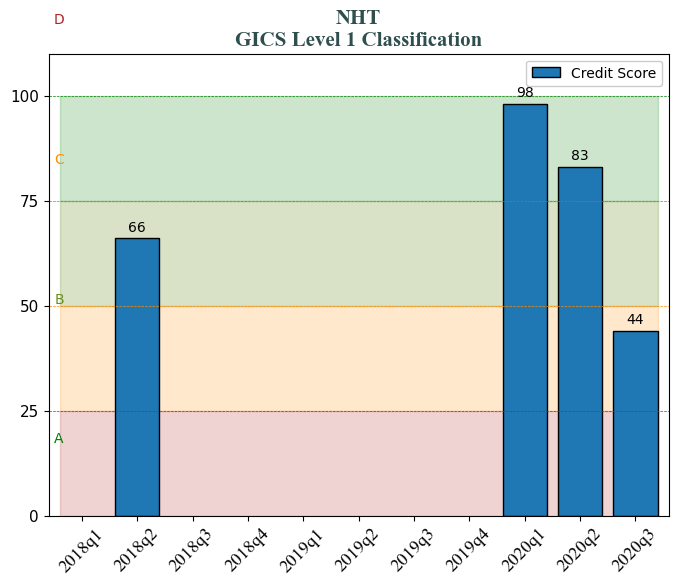 D
NHT
GICS Level 1 Classification
Credit Score
100
98
C
83
75
66
B
50
44
25
A
0
2018q1
2018q2
2018q3
2018q4
2019q1
2019q2
2019q3
2019q4
2020q1
2020q2
2020q3